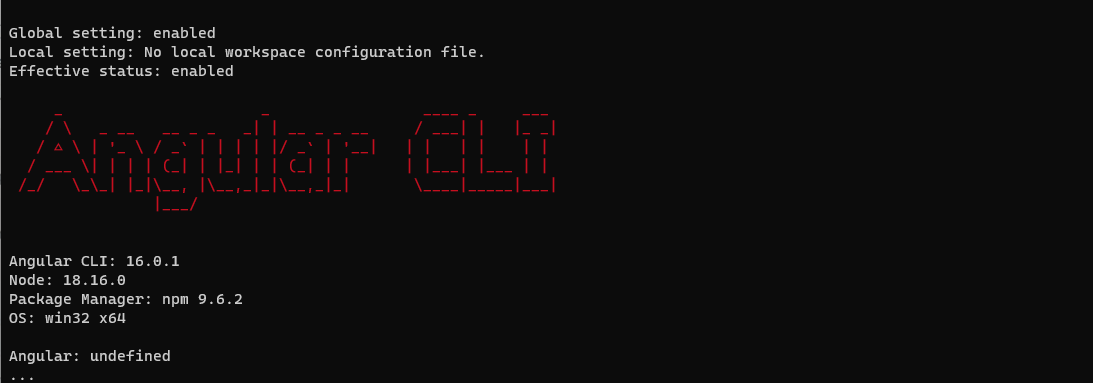 Global setting: enabled
Local setting: No local workspace configuration file.
Effective status: enabled
Angular CLI
Angular CLI: 16.0.1
Node: 18.16.0
Package Manager: npm 9.6.2
OS: win32 x64
Angular: undefined
...